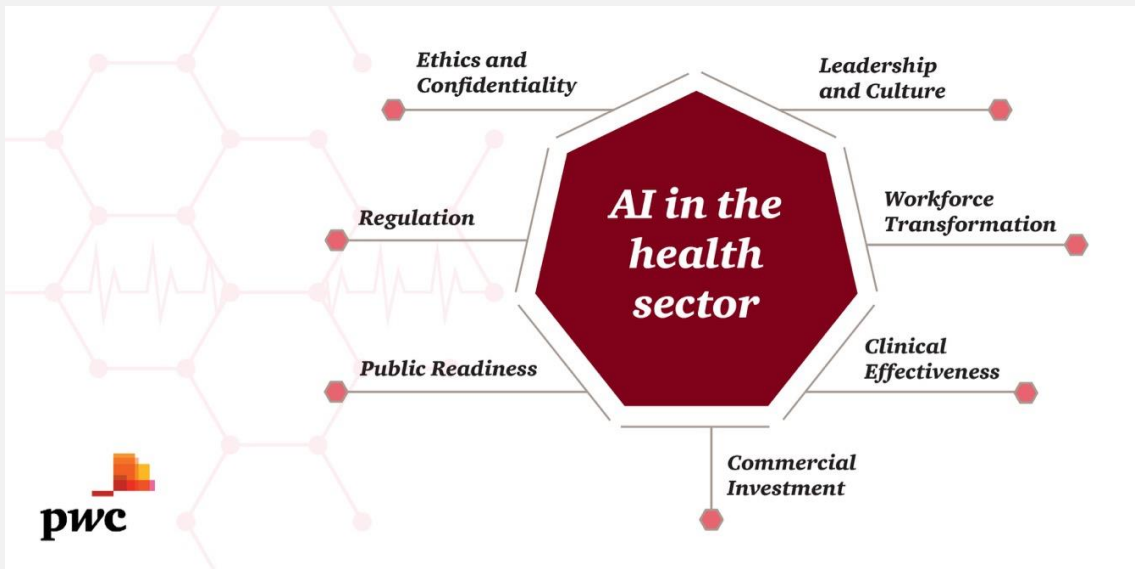 Ethics and
Confidentiality
Leadership
and Culture
Regulation
AI in the
health
sector
Workforce
Transformation
Public Readiness
Clinical
Effectiveness
Commercial
Investment
pwc